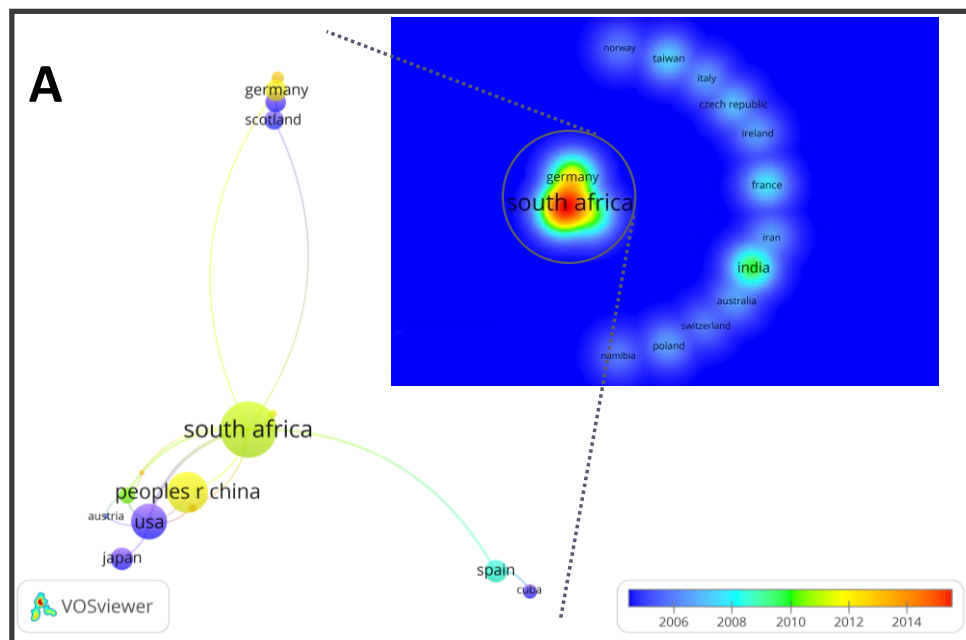 A
germany
scotland
south africa
peoples r china
austria
usa
japan
spain
cuba
norway
taiwan
italy
czech republic
ireland
germany
france
south africa
iran
india
australia
switzerland
poland
namibia
VOSviewer
2006 2008 2010 2012 2014